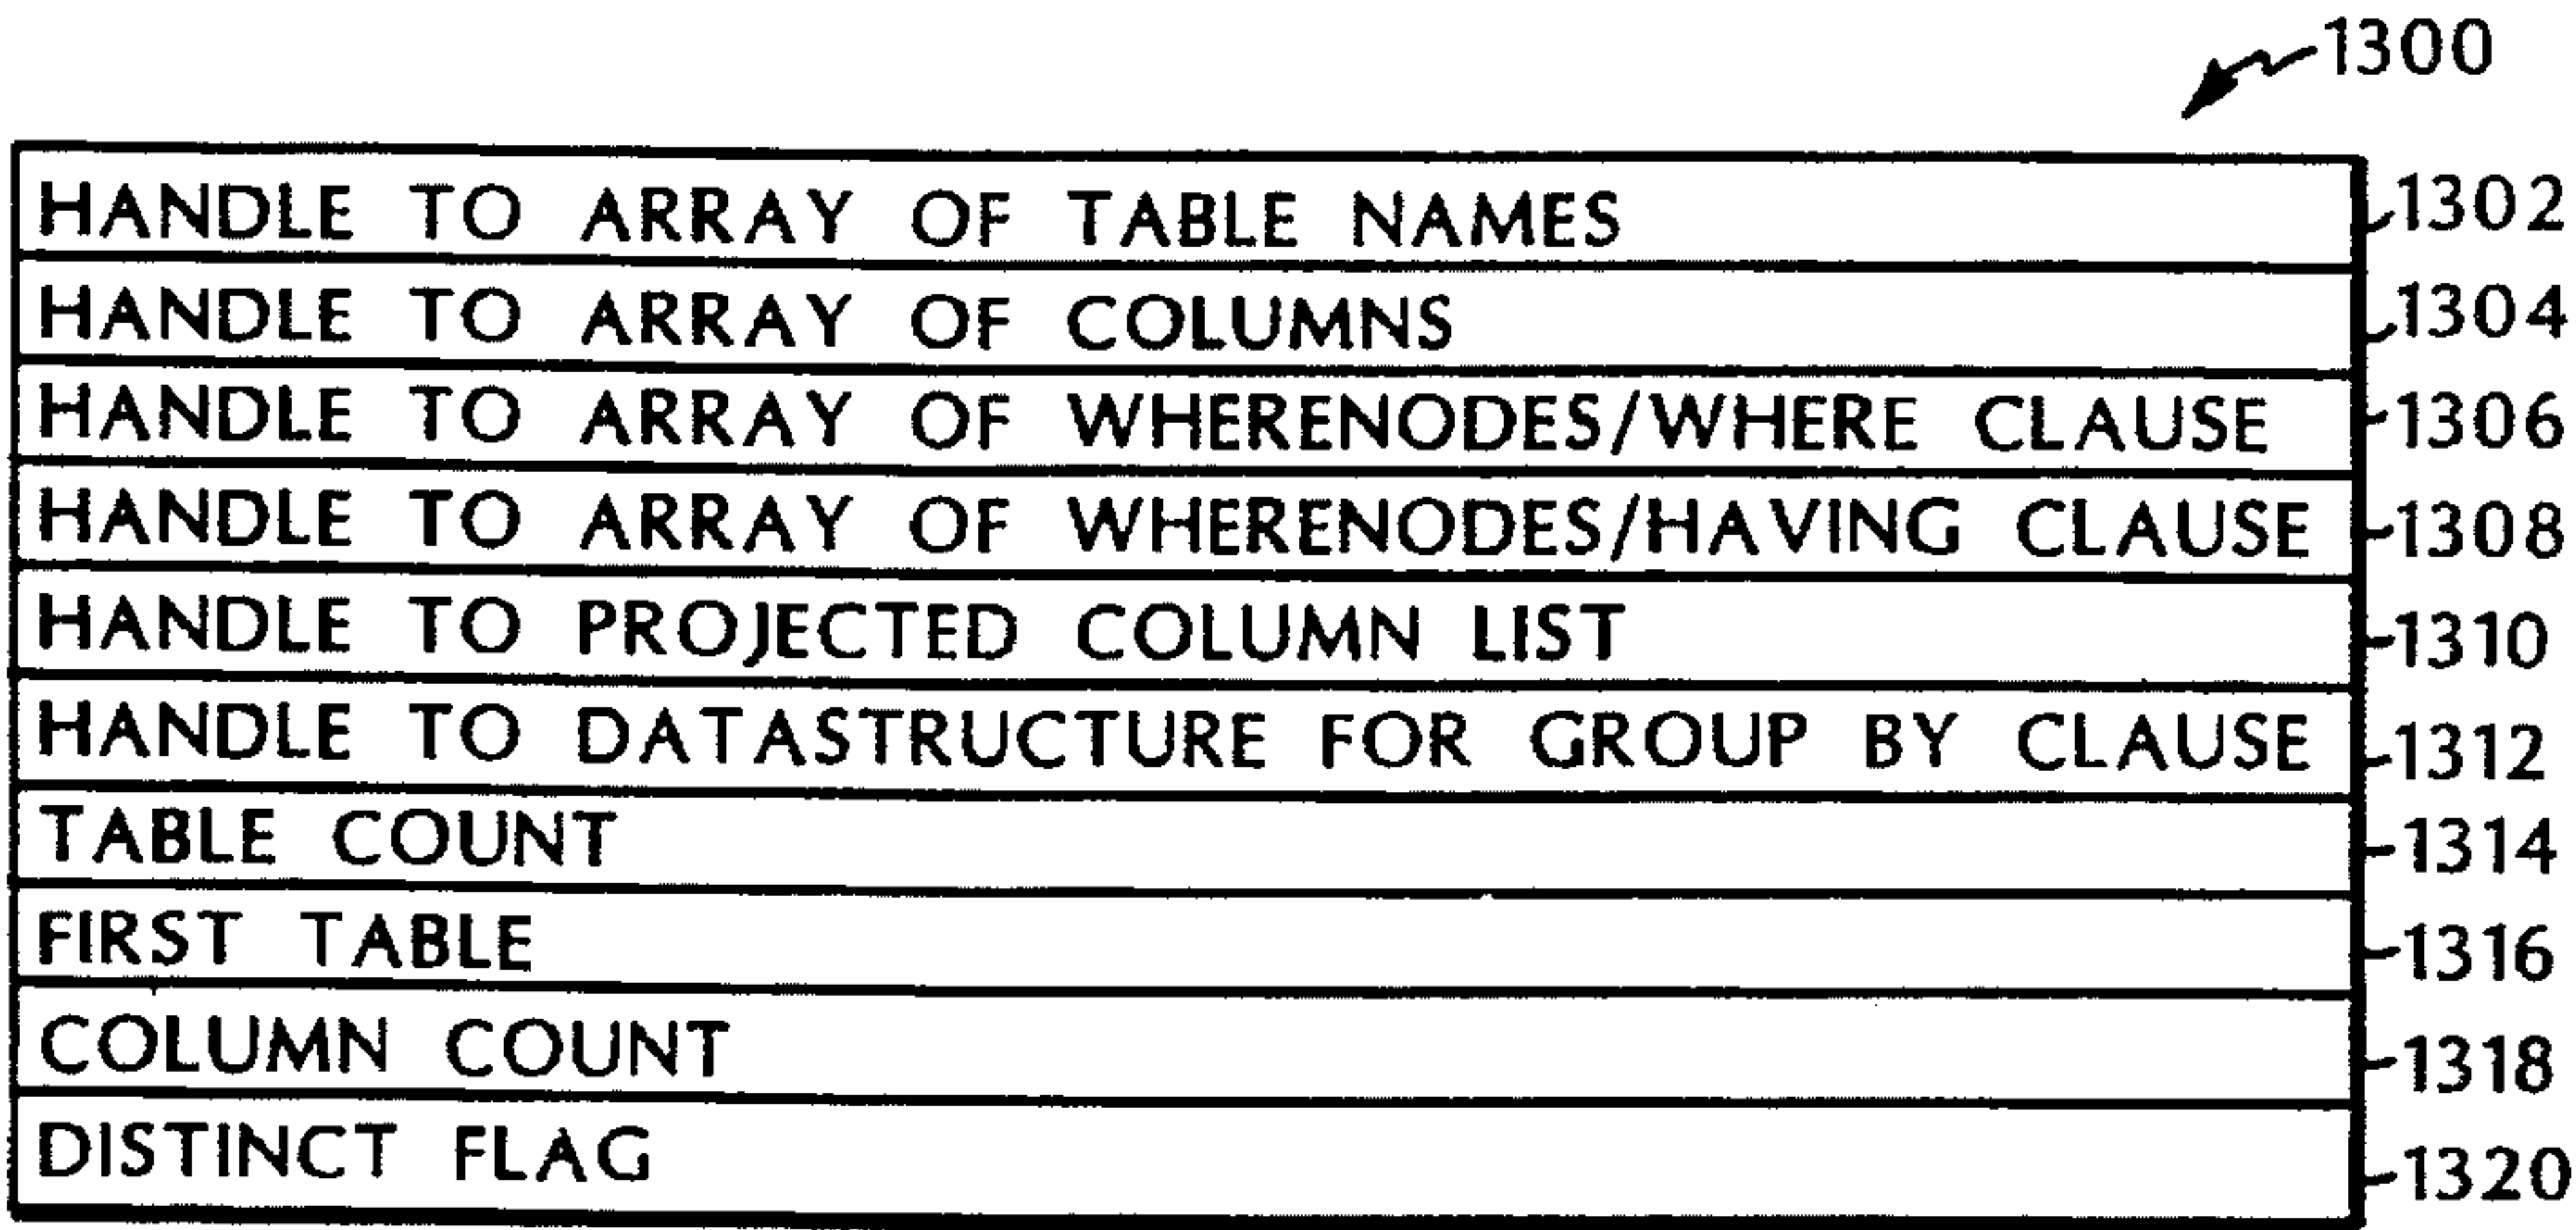 1300
HANDLE TO ARRAY OF TABLE NAMES 1302
HANDLE TO ARRAY OF COLUMNS 1304
HANDLE TO ARRAY OF WHERENODES/WHERE CLAUSE 1306
HANDLE TO ARRAY OF WHERENODES/HAVING CLAUSE 1308
HANDLE TO PROJECTED COLUMN LIST 1310
HANDLE TO DATASTRUCTURE FOR GROUP BY CLAUSE 1312
TABLE COUNT 1314
FIRST TABLE 1316
COLUMN COUNT 1318
DISTINCT FLAG 1320